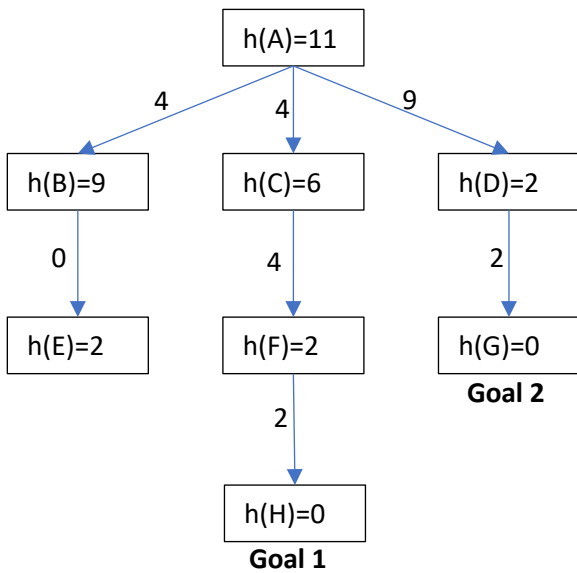 h(A)=11
4
4
9
h(B)=9
h(C)=6
h(D)=2
0
4
2
h(E)=2
h(F)=2
h(G)=0
Goal 2
2
h(H)=0
Goal 1